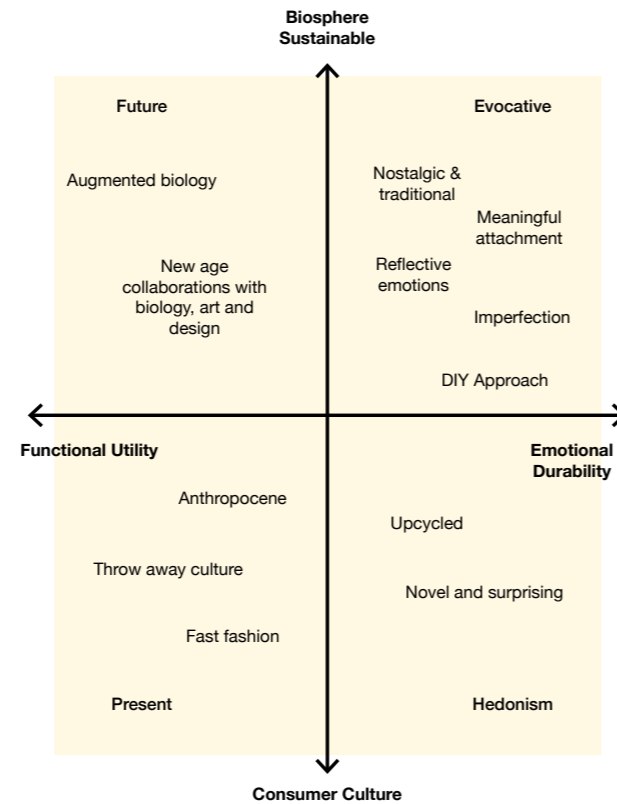 Biosphere
Sustainable
Future
Evocative
Augmented biology
Nostalgic &
traditional
Meaningful
attachment
New age
collaborations with
biology, art and
design
Reflective
emotions
Imperfection
DIY Approach
Functional Utility
Emotional
Durability
Anthropocene
Upcycled
Throw away culture
Novel and surprising
Fast fashion
Present
Hedonism
Consumer Culture